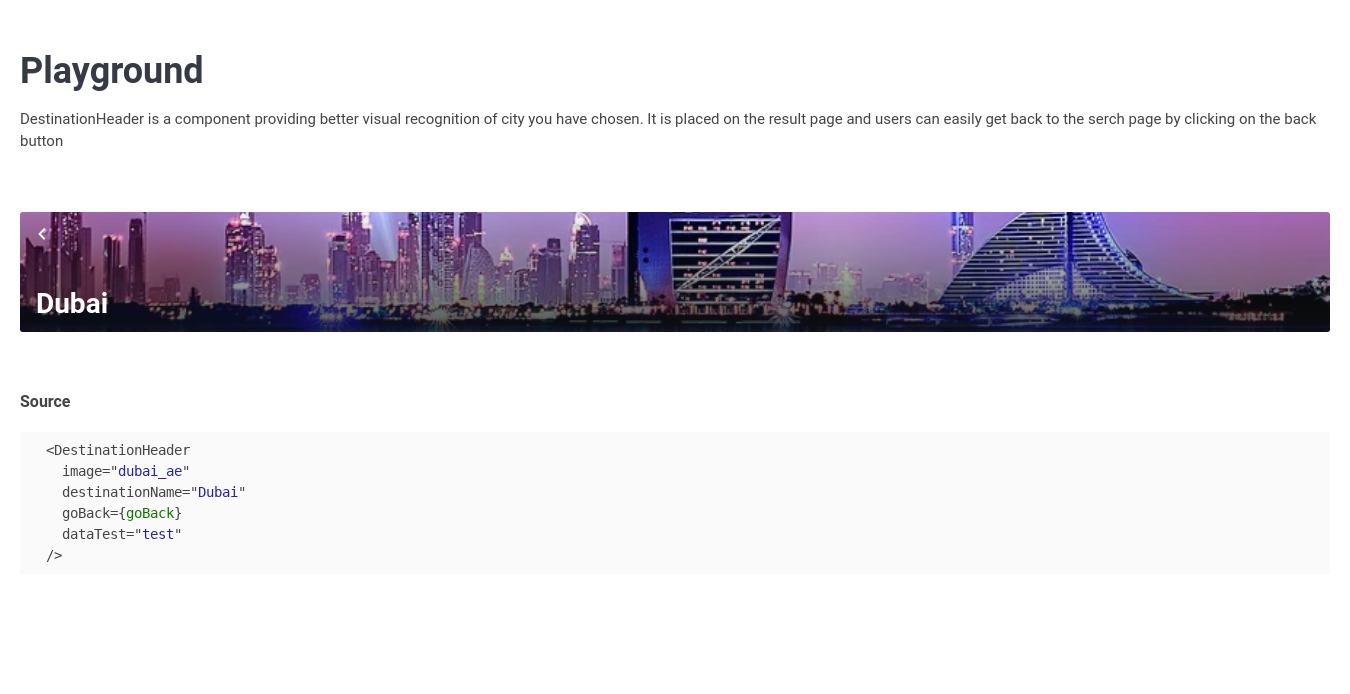 Playground
DestinationHeader is a component providing better visual recognition of city you have chosen. It is placed on the result page and users can easily get back to the serch page by clicking on the back
button
Dubai
Source
<DestinationHeader
image="dubai_ae"
destinationName="Dubai"
goBack={goBack}
dataTest="test"
/>